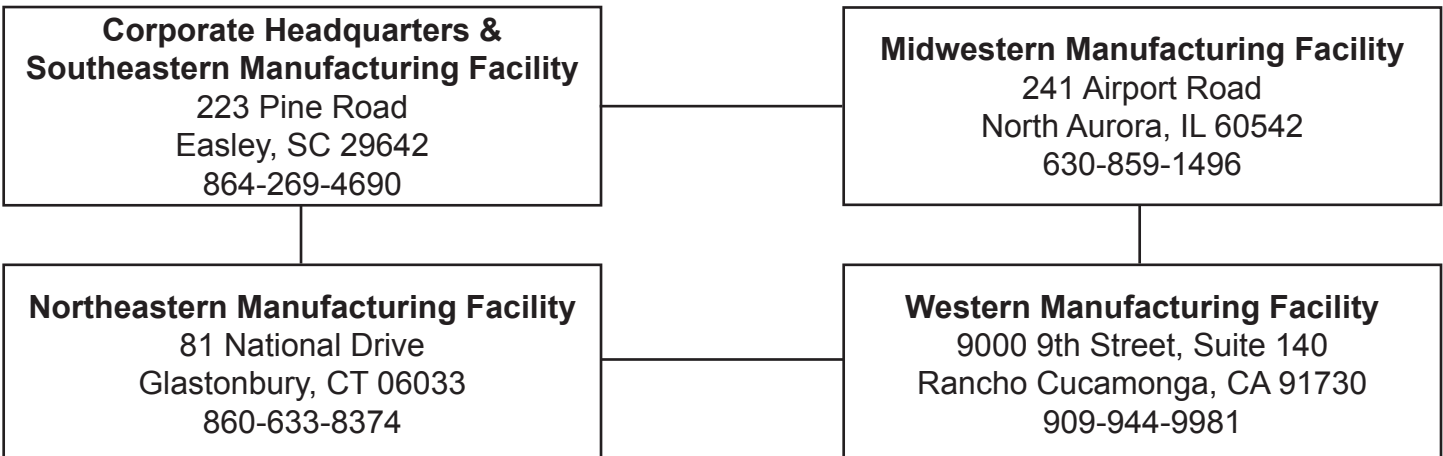 Corporate Headquarters &
Southeastern Manufacturing Facility
223 Pine Road
Easley, SC 29642
864-269-4690
Midwestern Manufacturing Facility
241 Airport Road
North Aurora, IL 60542
630-859-1496
Northeastern Manufacturing Facility
81 National Drive
Glastonbury, CT 06033
860-633-8374
Western Manufacturing Facility
9000 9th Street, Suite 140
Rancho Cucamonga, CA 91730
909-944-9981